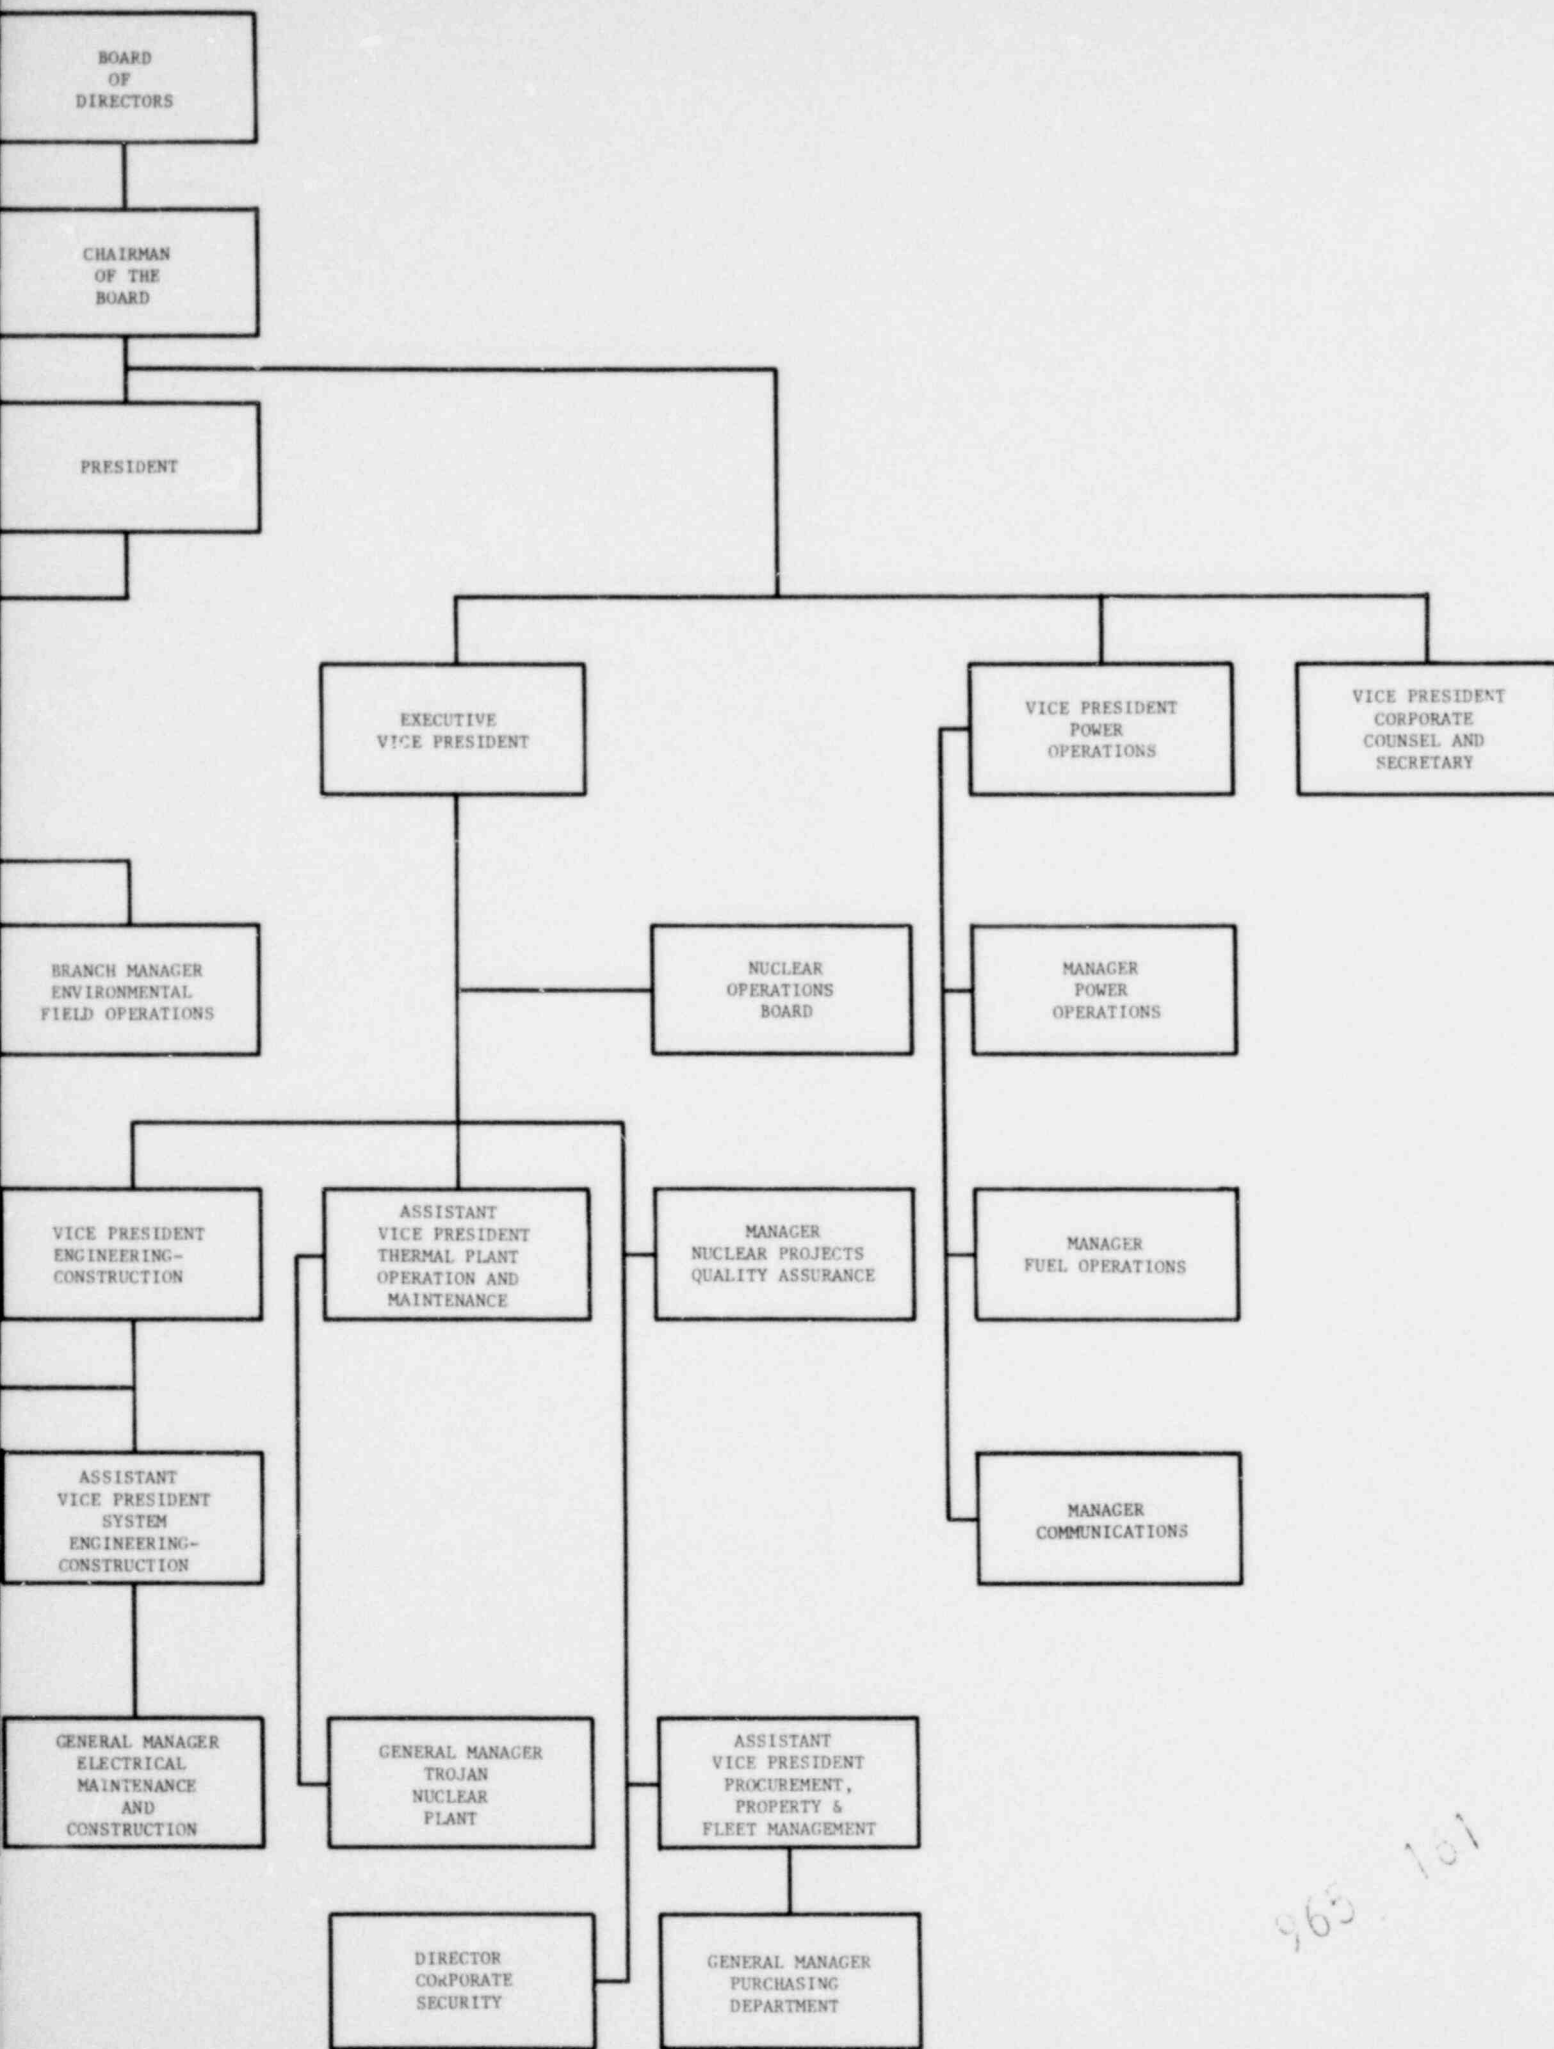 BOARD
OF
DIRECTORS
CHAIRMAN
OF THE
BOARD
PRESIDENT
EXECUTIVE
VICE PRESIDENT
VICE PRESIDENT
POWER
OPERATIONS
VICE PRESIDENT
CORPORATE
COUNSEL AND
SECRETARY
BRANCH MANAGER
ENVIRONMENTAL
FIELD OPERATIONS
NUCLEAR
OPERATIONS
BOARD
MANAGER
POWER
OPERATIONS
VICE PRESIDENT
ENGINEERING-
CONSTRUCTION
ASSISTANT
VICE PRESIDENT
THERMAL PLANT
OPERATION AND
MAINTENANCE
MANAGER
NUCLEAR PROJECTS
QUALITY ASSURANCE
MANAGER
FUEL OPERATIONS
ASSISTANT
VICE PRESIDENT
SYSTEM
ENGINEERING-
CONSTRUCTION
MANAGER
COMMUNICATIONS
GENERAL MANAGER
ELECTRICAL
MAINTENANCE
AND
CONSTRUCTION
GENERAL MANAGER
TROJAN
NUCLEAR
PLANT
ASSISTANT
VICE PRESIDENT
PROCUREMENT,
PROPERTY &
FLEET MANAGEMENT
DIRECTOR
CORPORATE
SECURITY
GENERAL MANAGER
PURCHASING
DEPARTMENT
965 101